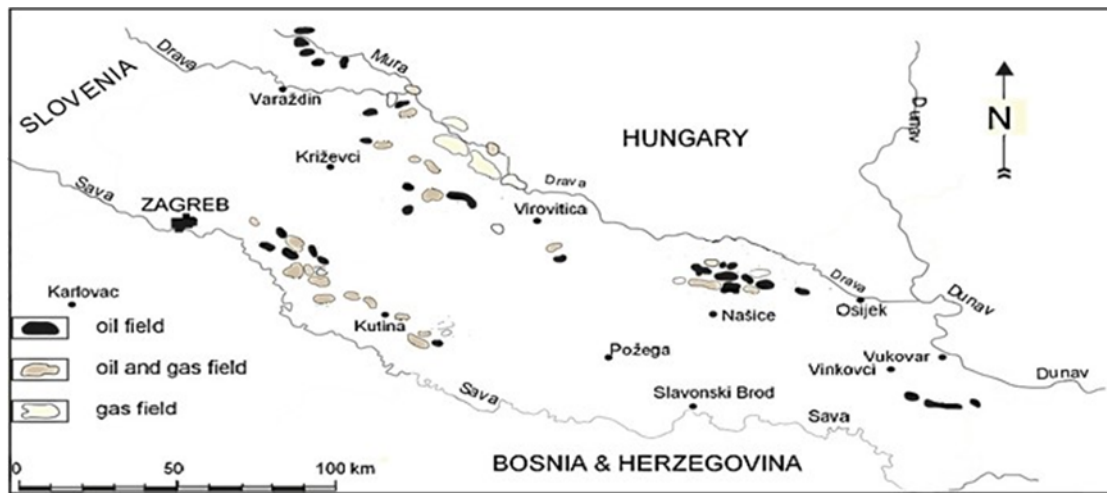 Drava
Mura
SLOVENIA
Varaždin
Dunav
N
HUNGARY
Križevci
Sava
Drava
ZAGREB
Virovitica
Karlovac
oil field
Kutina
Našice
Drava
Osijek
Dunav
oil and gas field
Požega
Vukovar
Vinkovci
Dunav
gas field
Sava
Slavonski Brod
Sava
0 50 100 km
BOSNIA & HERZEGOVINA